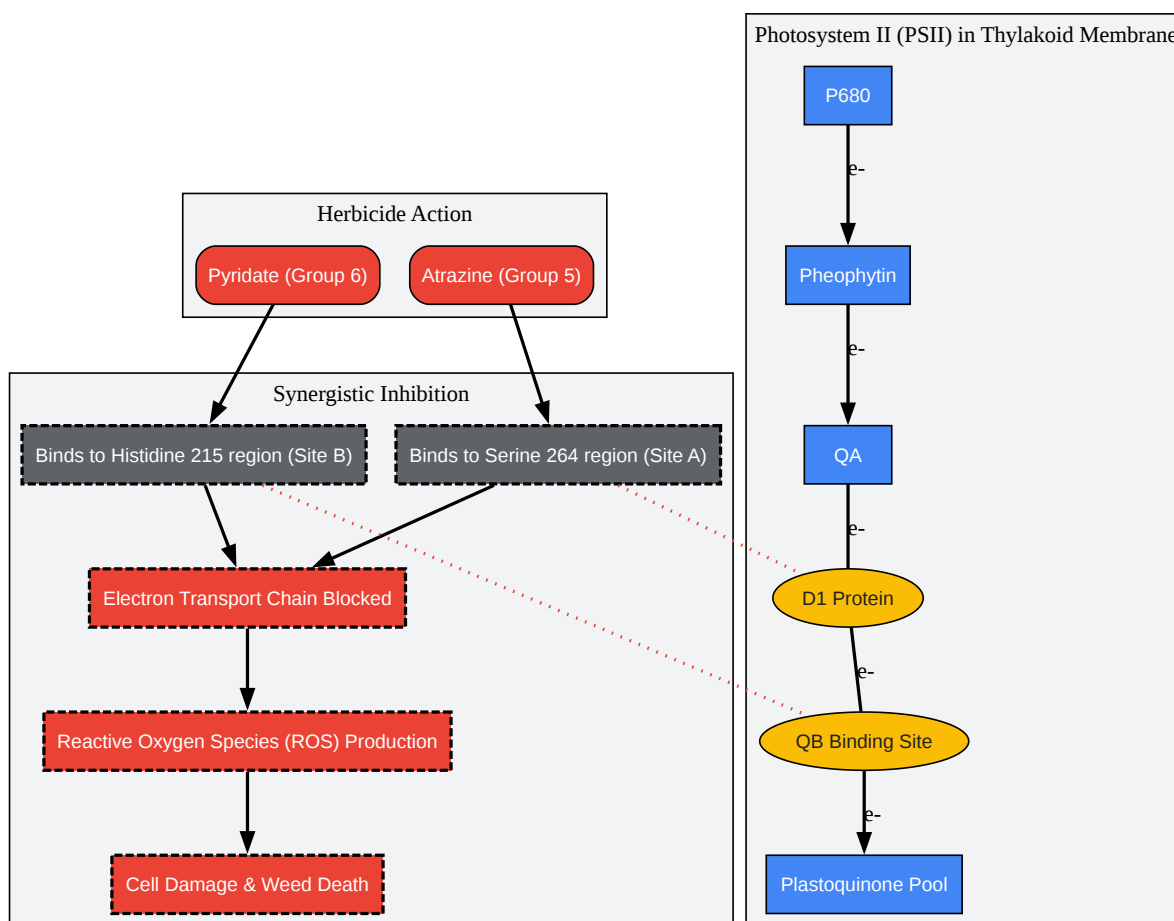 Photosystem II (PSII) in Thylakoid Membrane
P680
e-
Herbicide Action
Pyridate (Group 6)
Atrazine (Group 5)
Pheophytin
e-
Synergistic Inhibition
Binds to Histidine 215 region (Site B)
Binds to Serine 264 region (Site A)
QA
e-
Electron Transport Chain Blocked
D1 Protein
e-
Reactive Oxygen Species (ROS) Production
QB Binding Site
e-
Cell Damage & Weed Death
Plastoquinone Pool